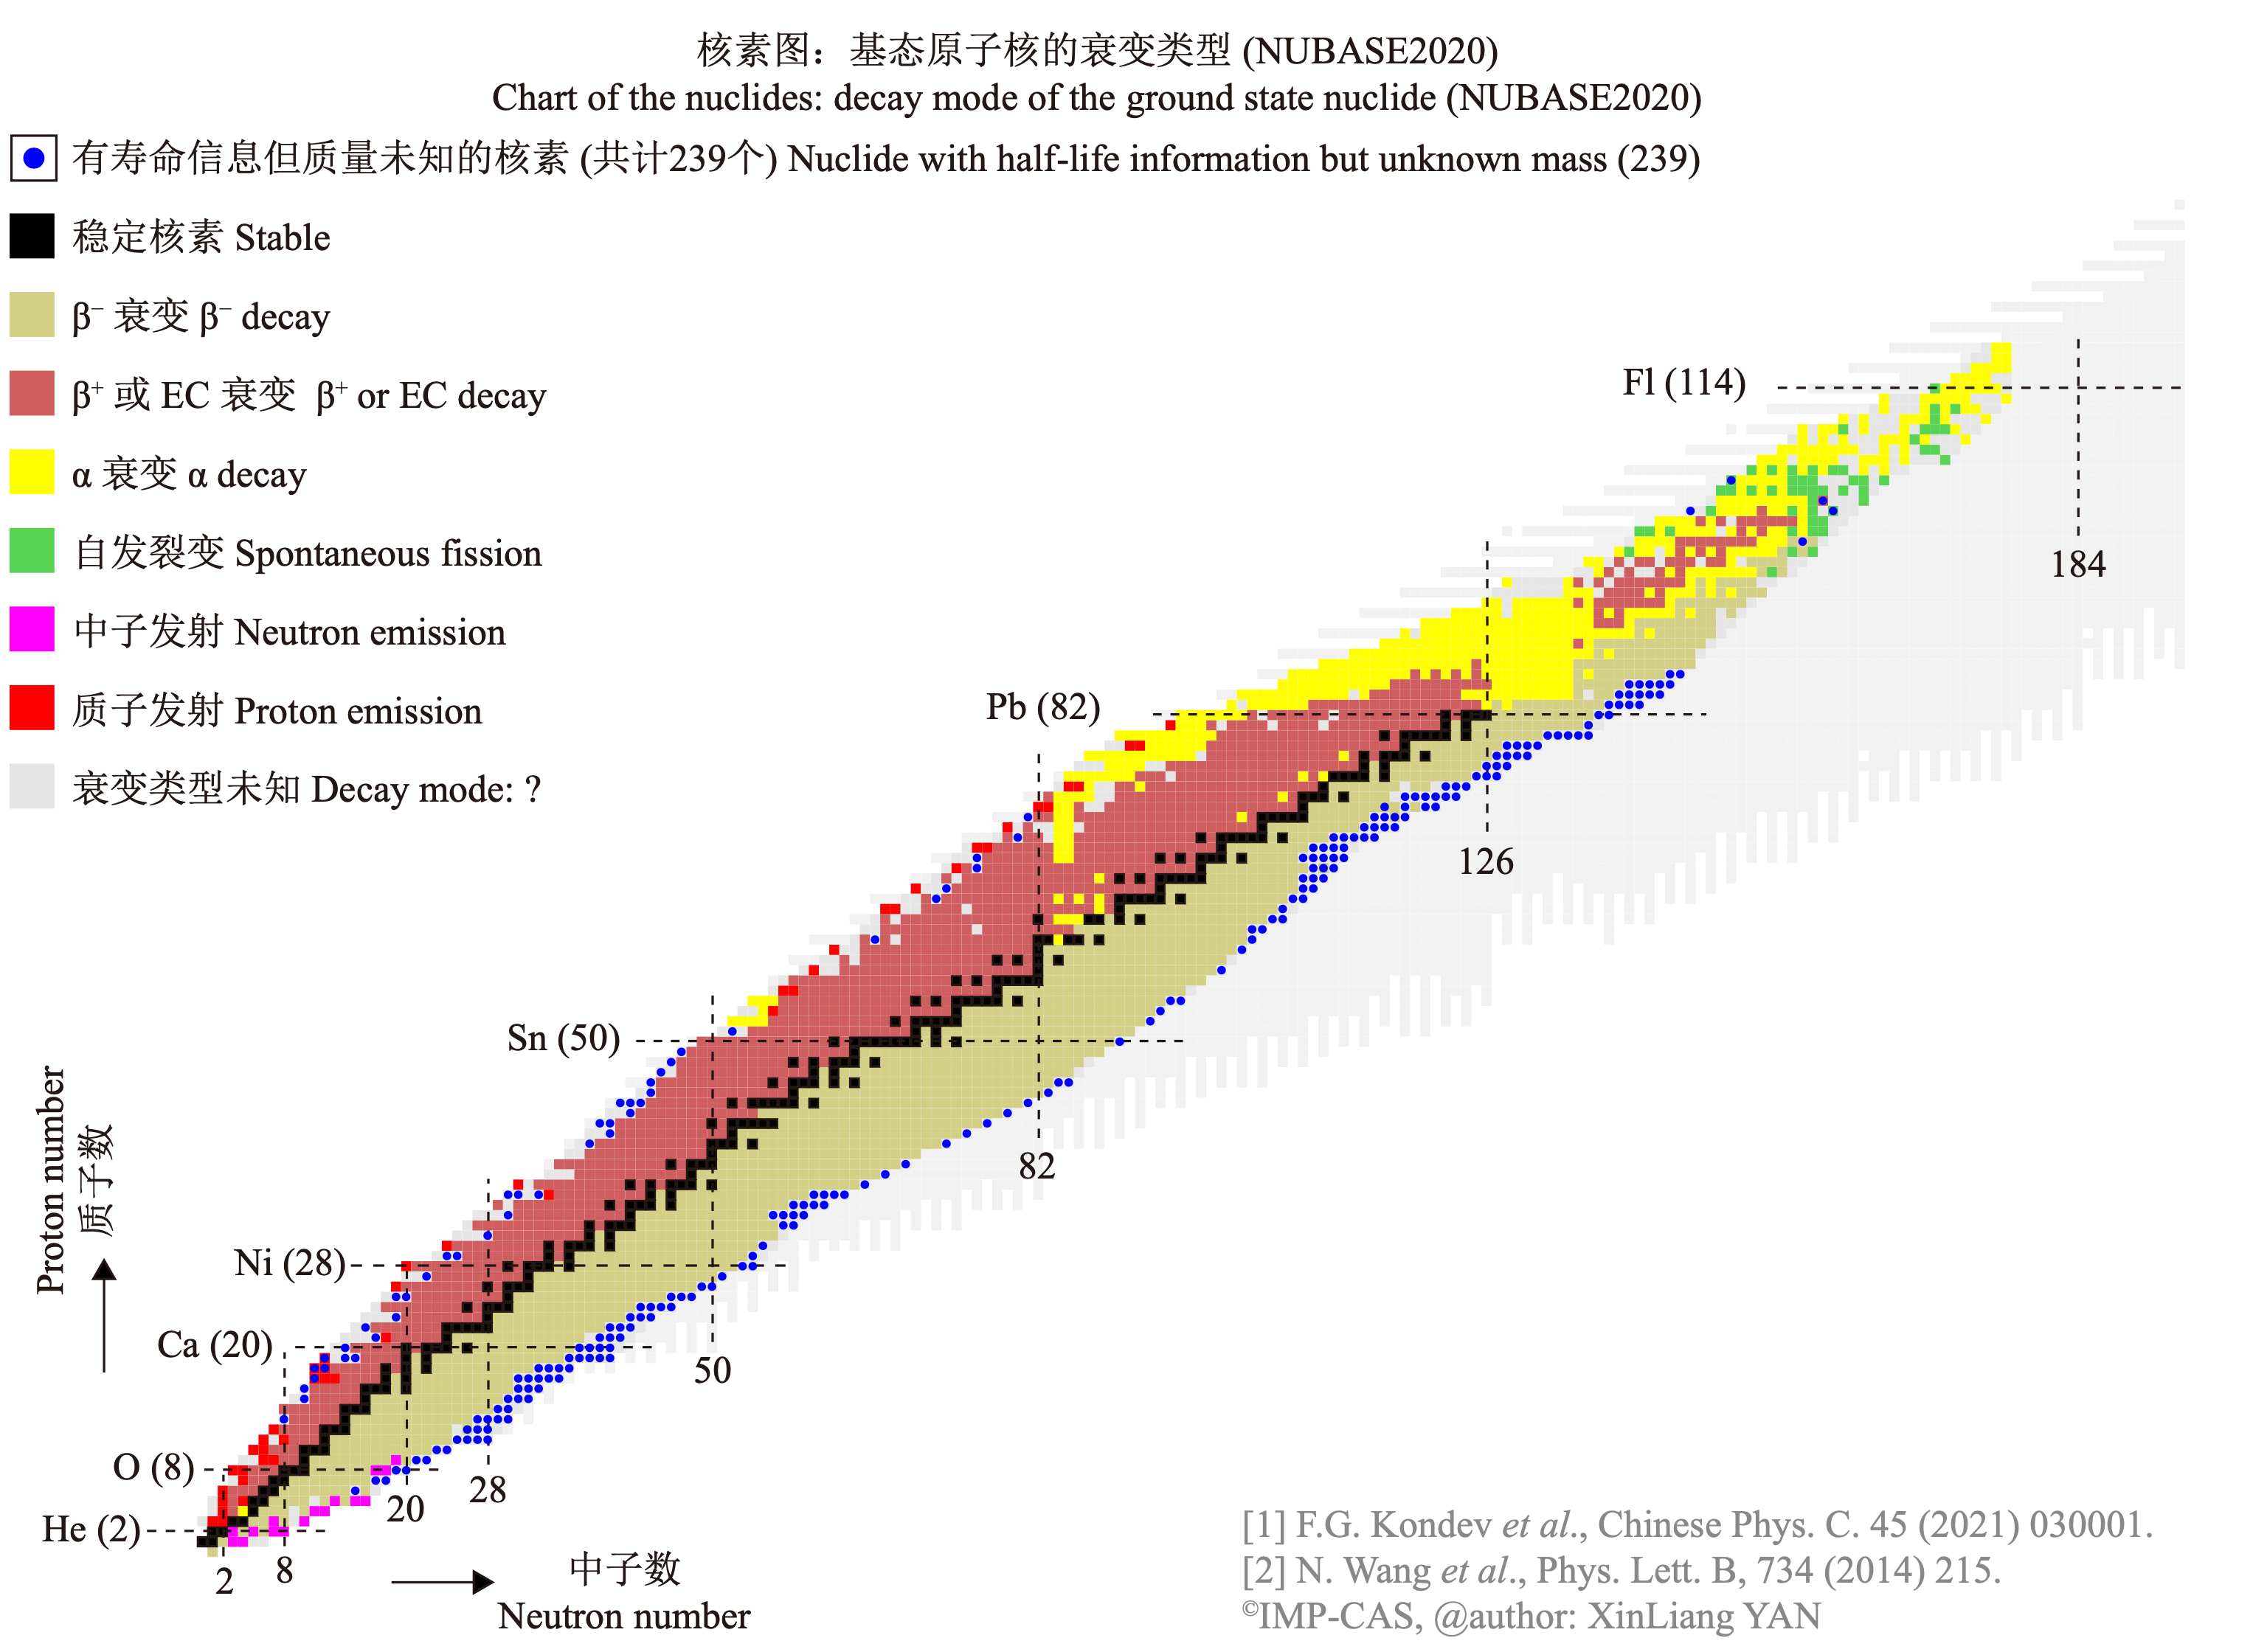 核素图：基态原子核的衰变类型 (NUBASE2020)
Chart of the nuclides: decay mode of the ground state nuclide (NUBASE2020)
有寿命信息但质量未知的核素 (共计239个) Nuclide with half-life information but unknown mass (239)
稳定核素 Stable
β⁻ 衰变 β⁻ decay
β⁺ 或 EC 衰变 β⁺ or EC decay
α 衰变 α decay
自发裂变 Spontaneous fission
中子发射 Neutron emission
质子发射 Proton emission
衰变类型未知 Decay mode: ?
Fl (114)
184
Pb (82)
126
Sn (50)
82
Ni (28)
Ca (20)
50
O (8)
28
20
He (2)
8
2
Proton number
质子数
中子数
Neutron number
[1] F.G. Kondev et al., Chinese Phys. C. 45 (2021) 030001.
[2] N. Wang et al., Phys. Lett. B, 734 (2014) 215.
©IMP-CAS, @author: XinLiang YAN